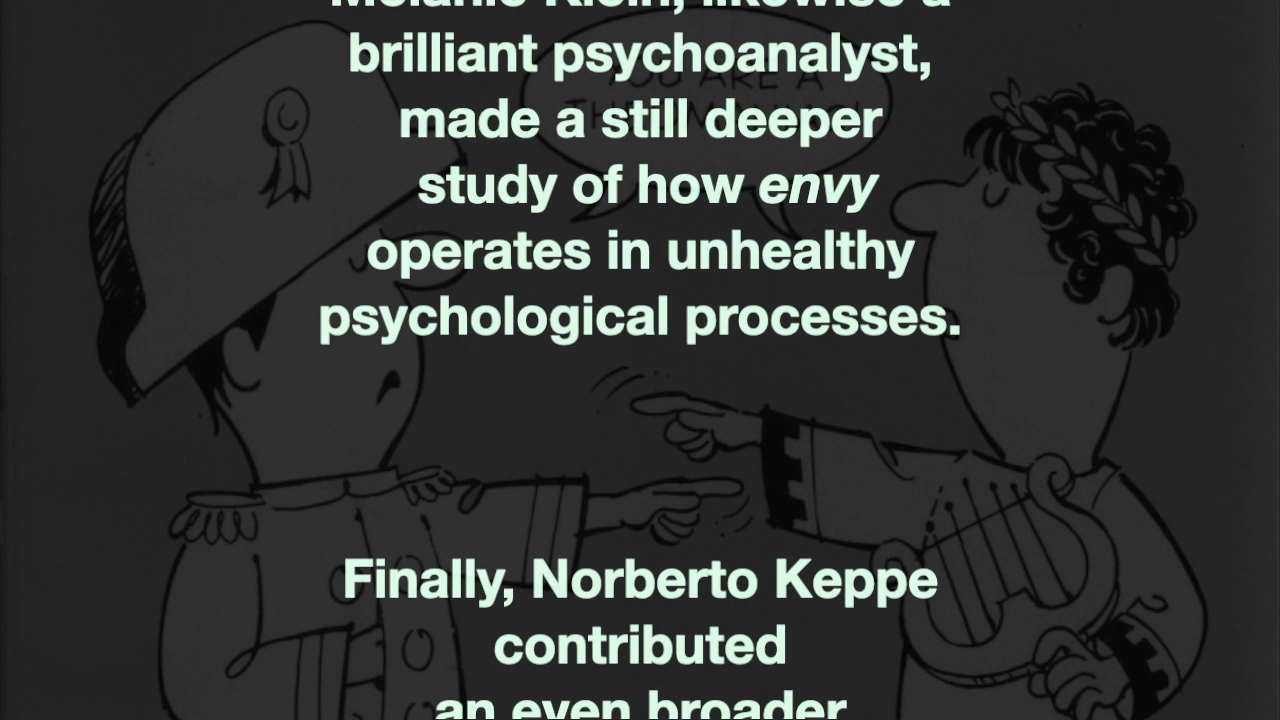 Melanie Klein, likewise a
brilliant psychoanalyst,
made a still deeper
study of how envy
operates in unhealthy
psychological processes.
YOU ARE A
Finally, Norberto Keppe
contributed
an even broader